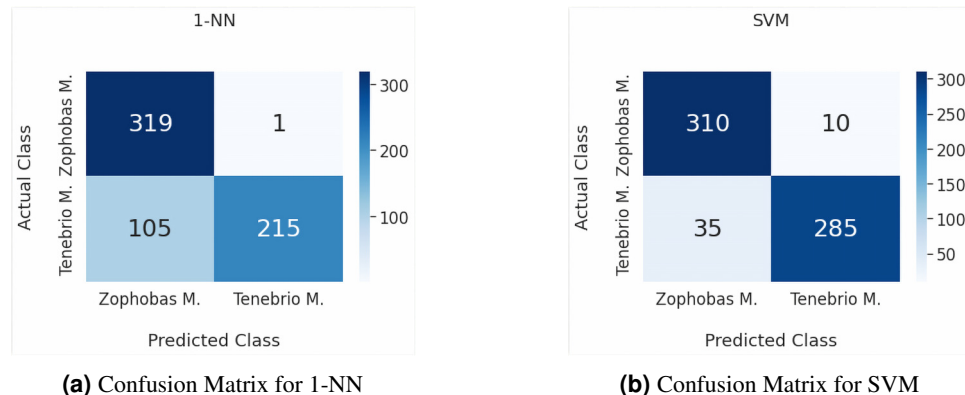 1-NN
Actual Class
Zophobas M.
Tenebrio M.
319
1
105
215
300
200
100
Zophobas M.
Tenebrio M.
Predicted Class
(a) Confusion Matrix for 1-NN
SVM
Actual Class
Zophobas M.
Tenebrio M.
310
10
35
285
300
250
200
150
100
50
Zophobas M.
Tenebrio M.
Predicted Class
(b) Confusion Matrix for SVM